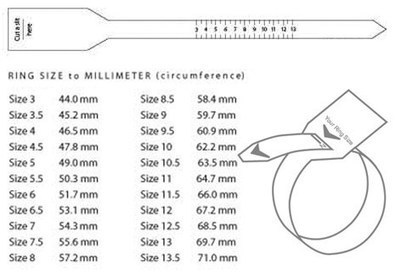 Cut a slit
here
3 4 5 6 7 8 9 10 11 12 13
RING SIZE to MILLIMETER (circumference)
Size 3 44.0 mm Size 8.5 58.4 mm
Size 3.5 45.2 mm Size 9 59.7 mm
Size 4 46.5 mm Size 9.5 60.9 mm
Size 4.5 47.8 mm Size 10 62.2 mm
Size 5 49.0 mm Size 10.5 63.5 mm
Size 5.5 50.3 mm Size 11 64.7 mm
Size 6 51.7 mm Size 11.5 66.0 mm
Size 6.5 53.1 mm Size 12 67.2 mm
Size 7 54.3 mm Size 12.5 68.5 mm
Size 7.5 55.6 mm Size 13 69.7 mm
Size 8 57.2 mm Size 13.5 71.0 mm
Your Ring Size